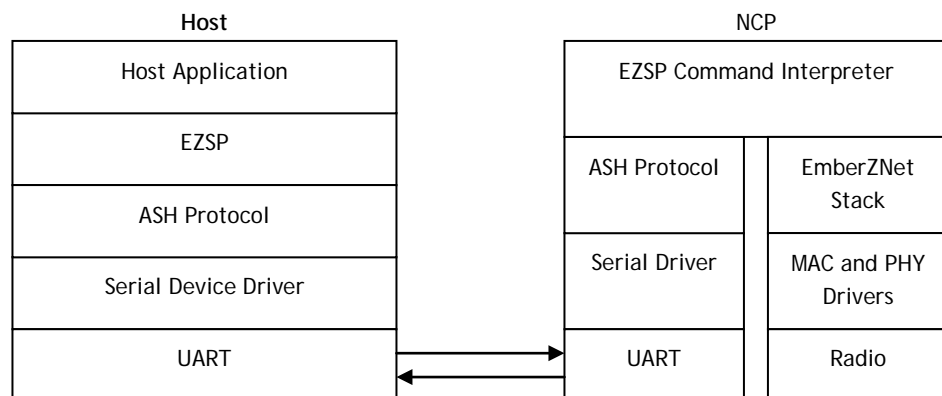 Host
Host Application
EZSP
ASH Protocol
Serial Device Driver
UART
NCP
EZSP Command Interpreter
ASH Protocol
Serial Driver
UART
EmberZNet
Stack
MAC and PHY
Drivers
Radio